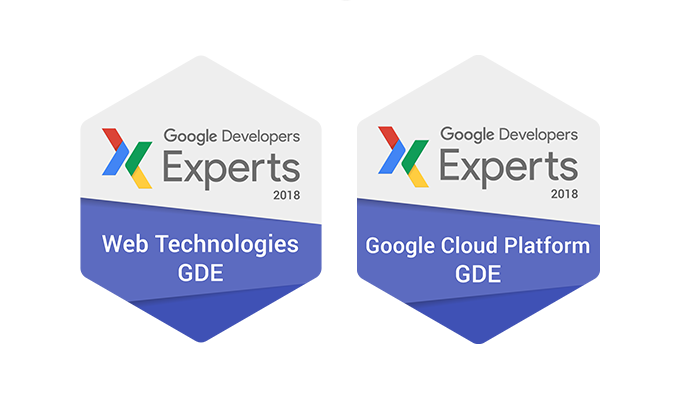 Google Developers
Experts
2018
Web Technologies
GDE
Google Developers
Experts
2018
Google Cloud Platform
GDE